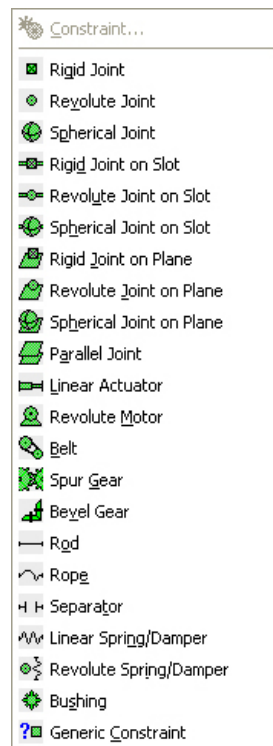 Constraint...
Rigid Joint
Revolute Joint
Spherical Joint
Rigid Joint on Slot
Revolute Joint on Slot
Spherical Joint on Slot
Rigid Joint on Plane
Revolute Joint on Plane
Spherical Joint on Plane
Parallel Joint
Linear Actuator
Revolute Motor
Belt
Spur Gear
Bevel Gear
Rod
Rope
Separator
Linear Spring/Damper
Revolute Spring/Damper
Bushing
Generic Constraint